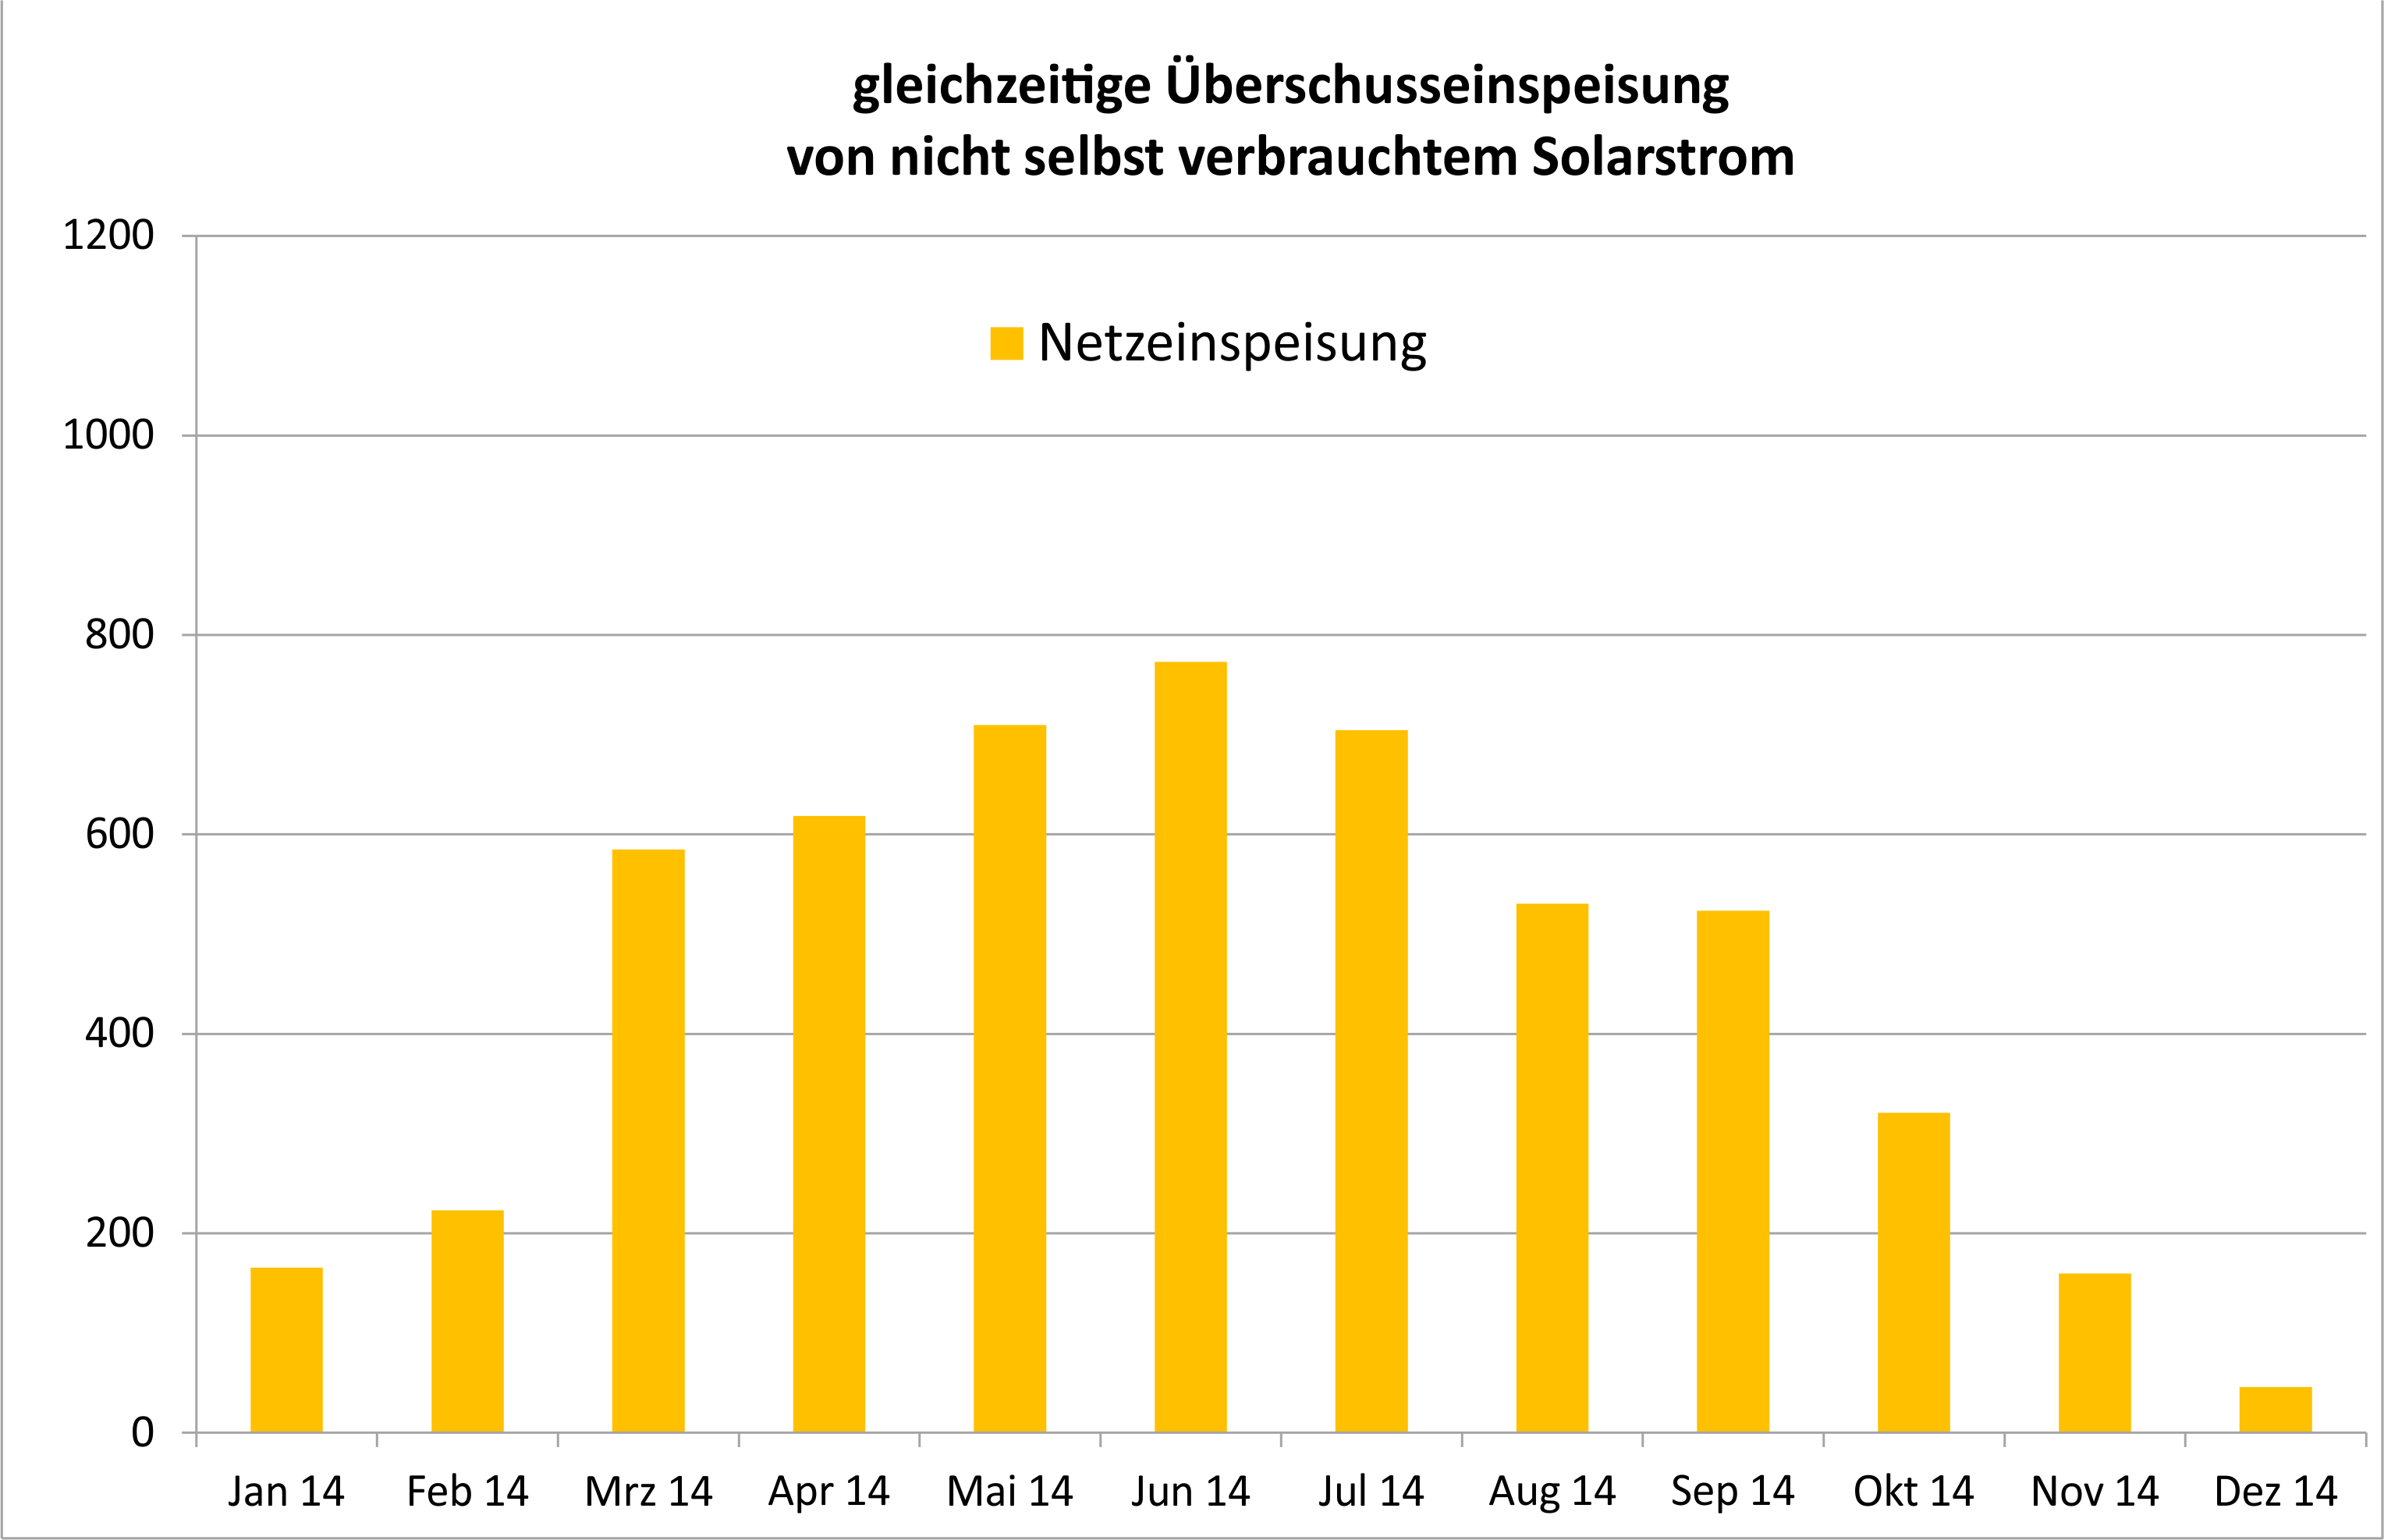 gleichzeitige Überschusseinspeisung
von nicht selbst verbrauchtem Solarstrom
1200
Netzeinspeisung
1000
800
600
400
200
0
Jan 14 Feb 14 Mrz 14 Apr 14 Mai 14 Jun 14 Jul 14 Aug 14 Sep 14 Okt 14 Nov 14 Dez 14